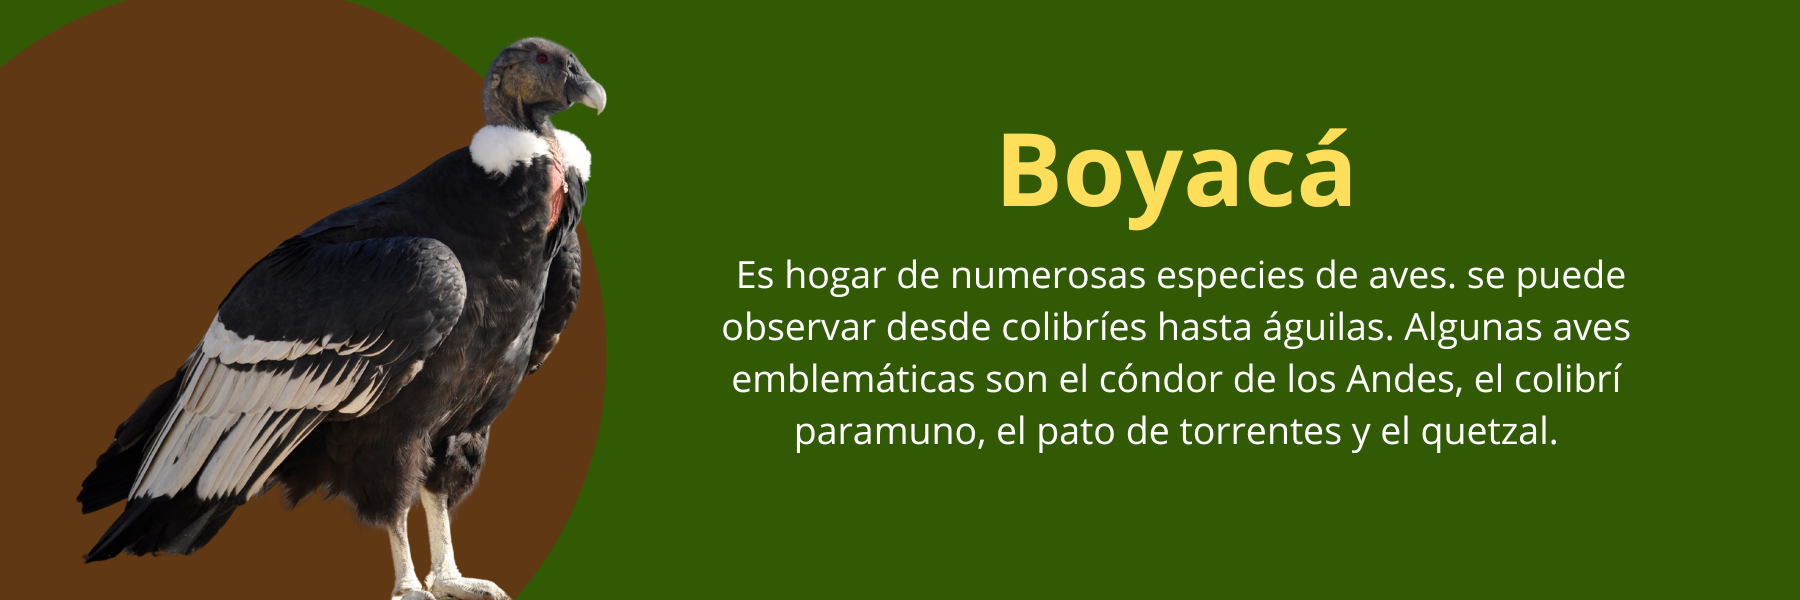 Boyacá
Es hogar de numerosas especies de aves. se puede
observar desde colibríes hasta águilas. Algunas aves
emblemáticas son el cóndor de los Andes, el colibrí
paramuno, el pato de torrentes y el quetzal.